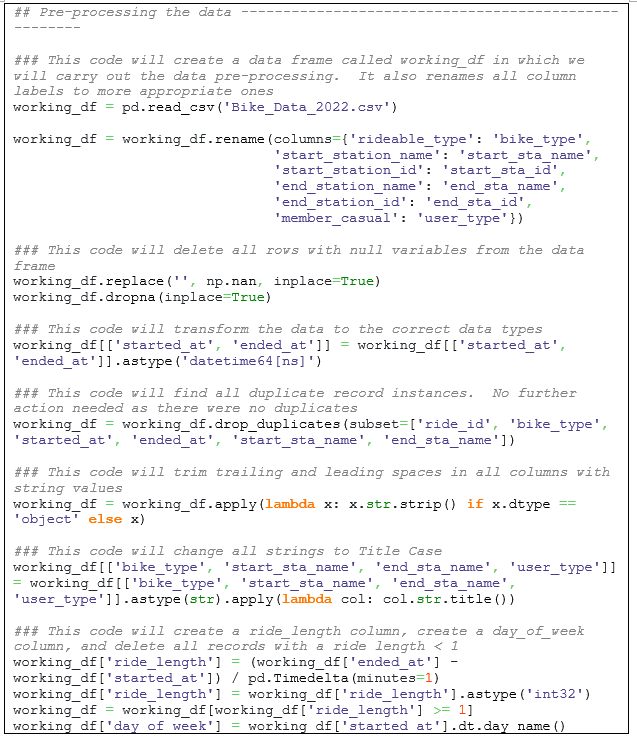 ## Pre-processing the data ---------------------------------------------
--------
### This code will create a data frame called working_df in which we
will carry out the data pre-processing.  It also renames all column
labels to more appropriate ones
working_df = pd.read_csv('Bike_Data_2022.csv')
working_df = working_df.rename(columns={'rideable_type': 'bike_type',
'start_station_name': 'start_sta_name',
'start_station_id': 'start_sta_id',
'end_station_name': 'end_sta_name',
'end_station_id': 'end_sta_id',
'member_casual': 'user_type'})
### This code will delete all rows with null variables from the data
frame
working_df.replace('', np.nan, inplace=True)
working_df.dropna(inplace=True)
### This code will transform the data to the correct data types
working_df[['started_at', 'ended_at']] = working_df[['started_at',
'ended_at']].astype('datetime64[ns]')
### This code will find all duplicate record instances.  No further
action needed as there were no duplicates
working_df = working_df.drop_duplicates(subset=['ride_id', 'bike_type',
'started_at', 'ended_at', 'start_sta_name', 'end_sta_name'])
### This code will trim trailing and leading spaces in all columns with
string values
working_df = working_df.apply(lambda x: x.str.strip() if x.dtype ==
'object' else x)
### This code will change all strings to Title Case
working_df[['bike_type', 'start_sta_name', 'end_sta_name', 'user_type']]
= working_df[['bike_type', 'start_sta_name', 'end_sta_name',
'user_type']].astype(str).apply(lambda col: col.str.title())
### This code will create a ride_length column, create a day_of_week
column, and delete all records with a ride length < 1
working_df['ride_length'] = (working_df['ended_at'] -
working_df['started_at']) / pd.Timedelta(minutes=1)
working_df['ride_length'] = working_df['ride_length'].astype('int32')
working_df = working_df[working_df['ride_length'] >= 1]
working_df['day_of_week'] = working_df['started_at'].dt.day_name()